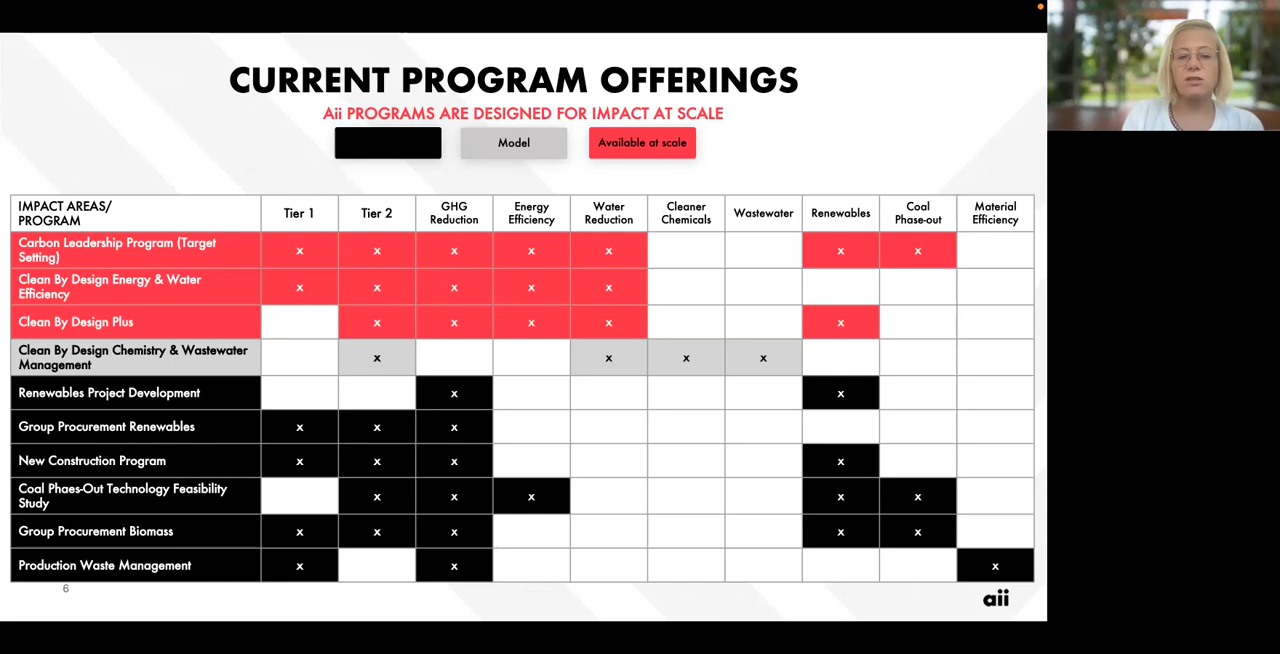 CURRENT PROGRAM OFFERINGS
Aii PROGRAMS ARE DESIGNED FOR IMPACT AT SCALE
Model
Available at scale
IMPACT AREAS/
PROGRAM
Tier 1
Tier 2
GHG
Reduction
Energy
Efficiency
Water
Reduction
Cleaner
Chemicals
Wastewater
Renewables
Coal
Phase-out
Material
Efficiency
Carbon Leadership Program (Target
Setting)
x x x x x x x
Clean By Design Energy & Water
Efficiency
x x x x x
Clean By Design Plus
x x x x x
Clean By Design Chemistry & Wastewater
Management
x x x x
Renewables Project Development
x x
Group Procurement Renewables
x x x
New Construction Program
x x x x
Coal Phaes-Out Technology Feasibility
Study
x x x x x
Group Procurement Biomass
x x x x x
Production Waste Management
x x x
6
aii